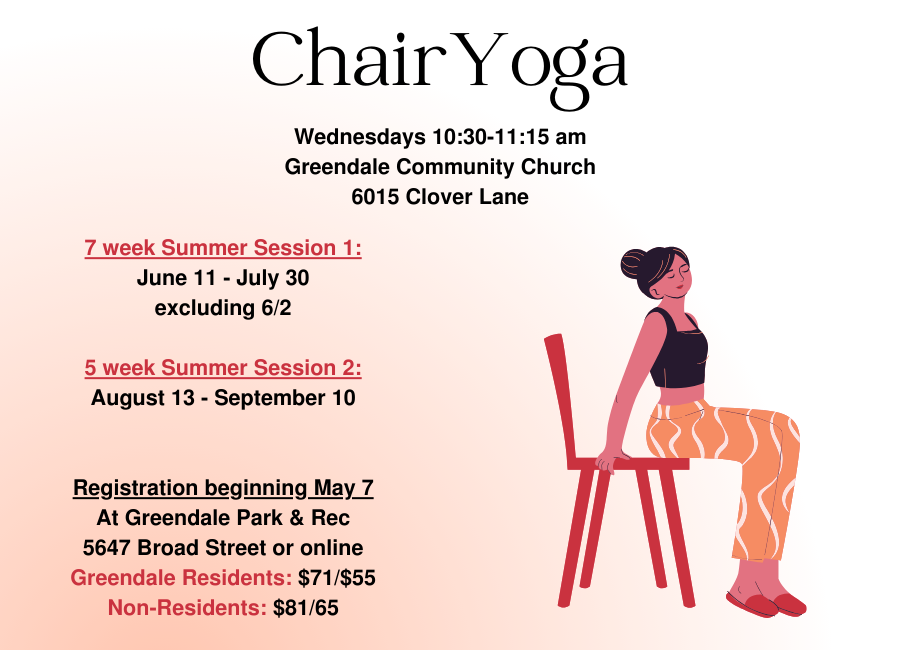 Chair Yoga
Wednesdays 10:30-11:15 am
Greendale Community Church
6015 Clover Lane
7 week Summer Session 1:
June 11 - July 30
excluding 6/2
5 week Summer Session 2:
August 13 - September 10
Registration beginning May 7
At Greendale Park & Rec
5647 Broad Street or online
Greendale Residents: $71/$55
Non-Residents: $81/65